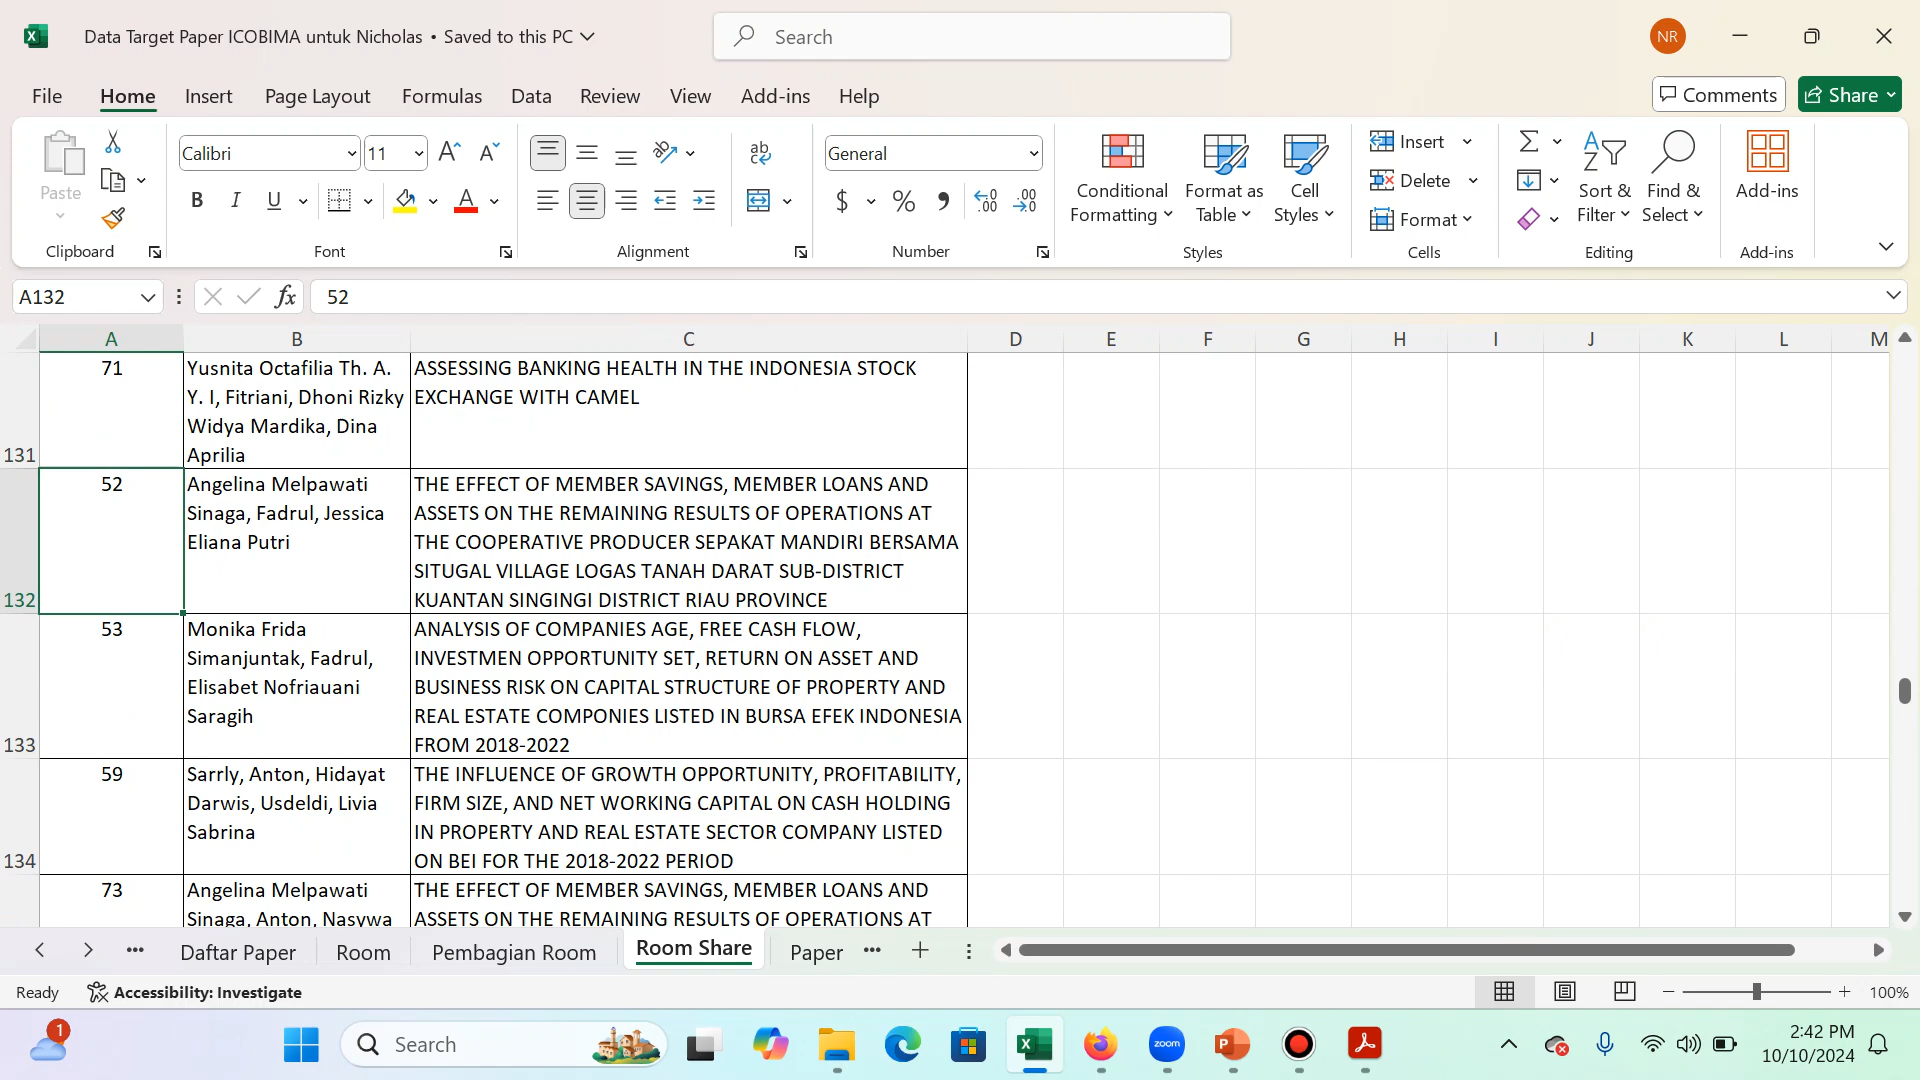 Data Target Paper ICOBIMA untuk Nicholas • Saved to this PC
Search
NR
File
Home
Insert
Page Layout
Formulas
Data
Review
View
Add-ins
Help
Comments
Share
Paste
Clipboard
Calibri
11
B I U
Font
ab
Alignment
General
$ % 9
Number
Conditional Formatting
Format as Table
Cell Styles
Styles
Insert
Delete
Format
Cells
Sort & Filter
Find & Select
Editing
Add-ins
Add-ins
A132
fx
52
A B C D E F G H I J K L M
131
71
Yusnita Octafilia Th. A.
Y. I, Fitriani, Dhoni Rizky
Widya Mardika, Dina
Aprilia
ASSESSING BANKING HEALTH IN THE INDONESIA STOCK
EXCHANGE WITH CAMEL
132
52
Angelina Melpawati
Sinaga, Fadrul, Jessica
Eliana Putri
THE EFFECT OF MEMBER SAVINGS, MEMBER LOANS AND
ASSETS ON THE REMAINING RESULTS OF OPERATIONS AT
THE COOPERATIVE PRODUCER SEPAKAT MANDIRI BERSAMA
SITUGAL VILLAGE LOGAS TANAH DARAT SUB-DISTRICT
KUANTAN SINGINGI DISTRICT RIAU PROVINCE
133
53
Monika Frida
Simanjuntak, Fadrul,
Elisabet Nofriauani
Saragih
ANALYSIS OF COMPANIES AGE, FREE CASH FLOW,
INVESTMEN OPPORTUNITY SET, RETURN ON ASSET AND
BUSINESS RISK ON CAPITAL STRUCTURE OF PROPERTY AND
REAL ESTATE COMPONIES LISTED IN BURSA EFEK INDONESIA
FROM 2018-2022
134
59
Sarrly, Anton, Hidayat
Darwis, Usdeldi, Livia
Sabrina
THE INFLUENCE OF GROWTH OPPORTUNITY, PROFITABILITY,
FIRM SIZE, AND NET WORKING CAPITAL ON CASH HOLDING
IN PROPERTY AND REAL ESTATE SECTOR COMPANY LISTED
ON BEI FOR THE 2018-2022 PERIOD
73
Angelina Melpawati
Sinaga, Anton, Nasywa
THE EFFECT OF MEMBER SAVINGS, MEMBER LOANS AND
ASSETS ON THE REMAINING RESULTS OF OPERATIONS AT
Daftar Paper
Room
Pembagian Room
Room Share
Paper
Ready
Accessibility: Investigate
100%
1
Search
zoom
2:42 PM
10/10/2024